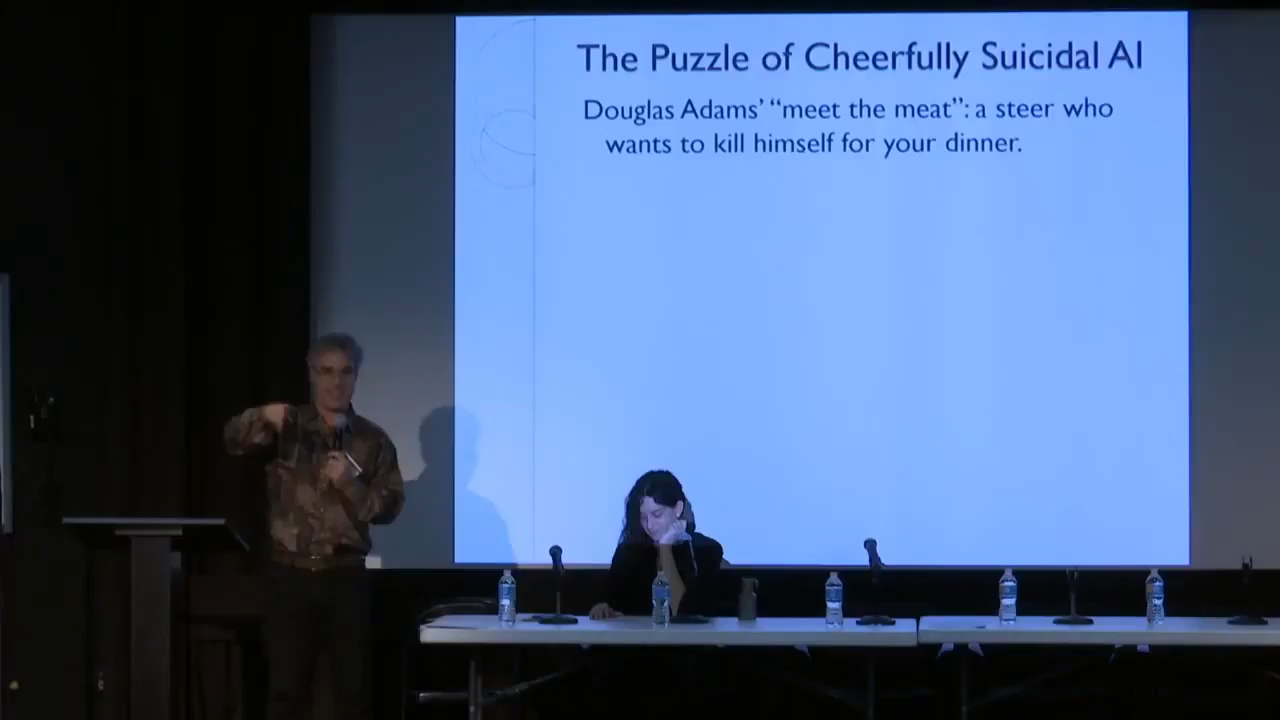 The Puzzle of Cheerfully Suicidal AI
Douglas Adams’ “meet the meat”: a steer who
wants to kill himself for your dinner.